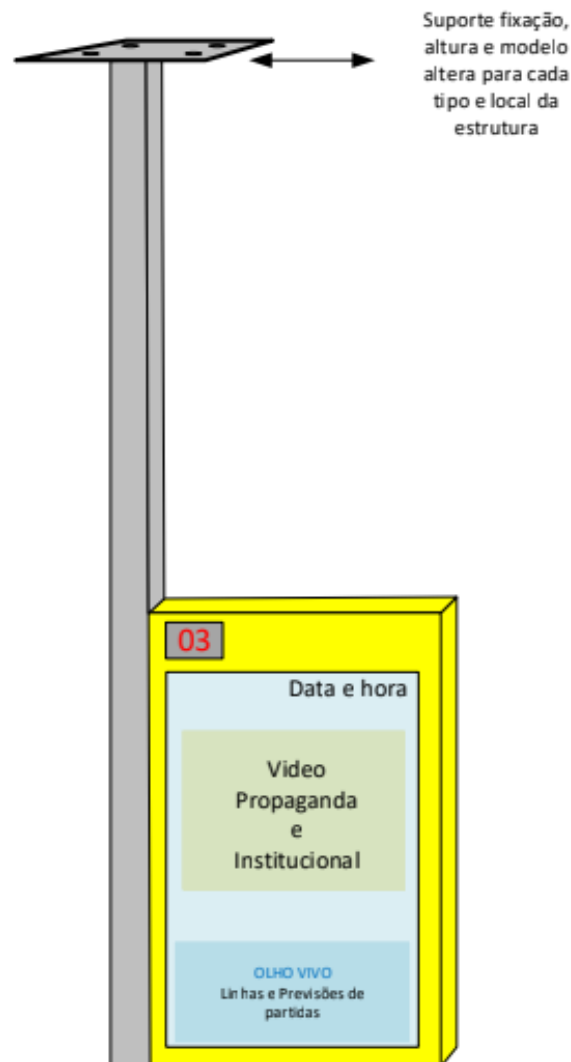 Suporte fixação,
altura e modelo
altera para cada
tipo e local da
estrutura
03
Data e hora
Video
Propaganda
e
Institucional
OLHO VIVO
Linhas e Previsões de
partidas